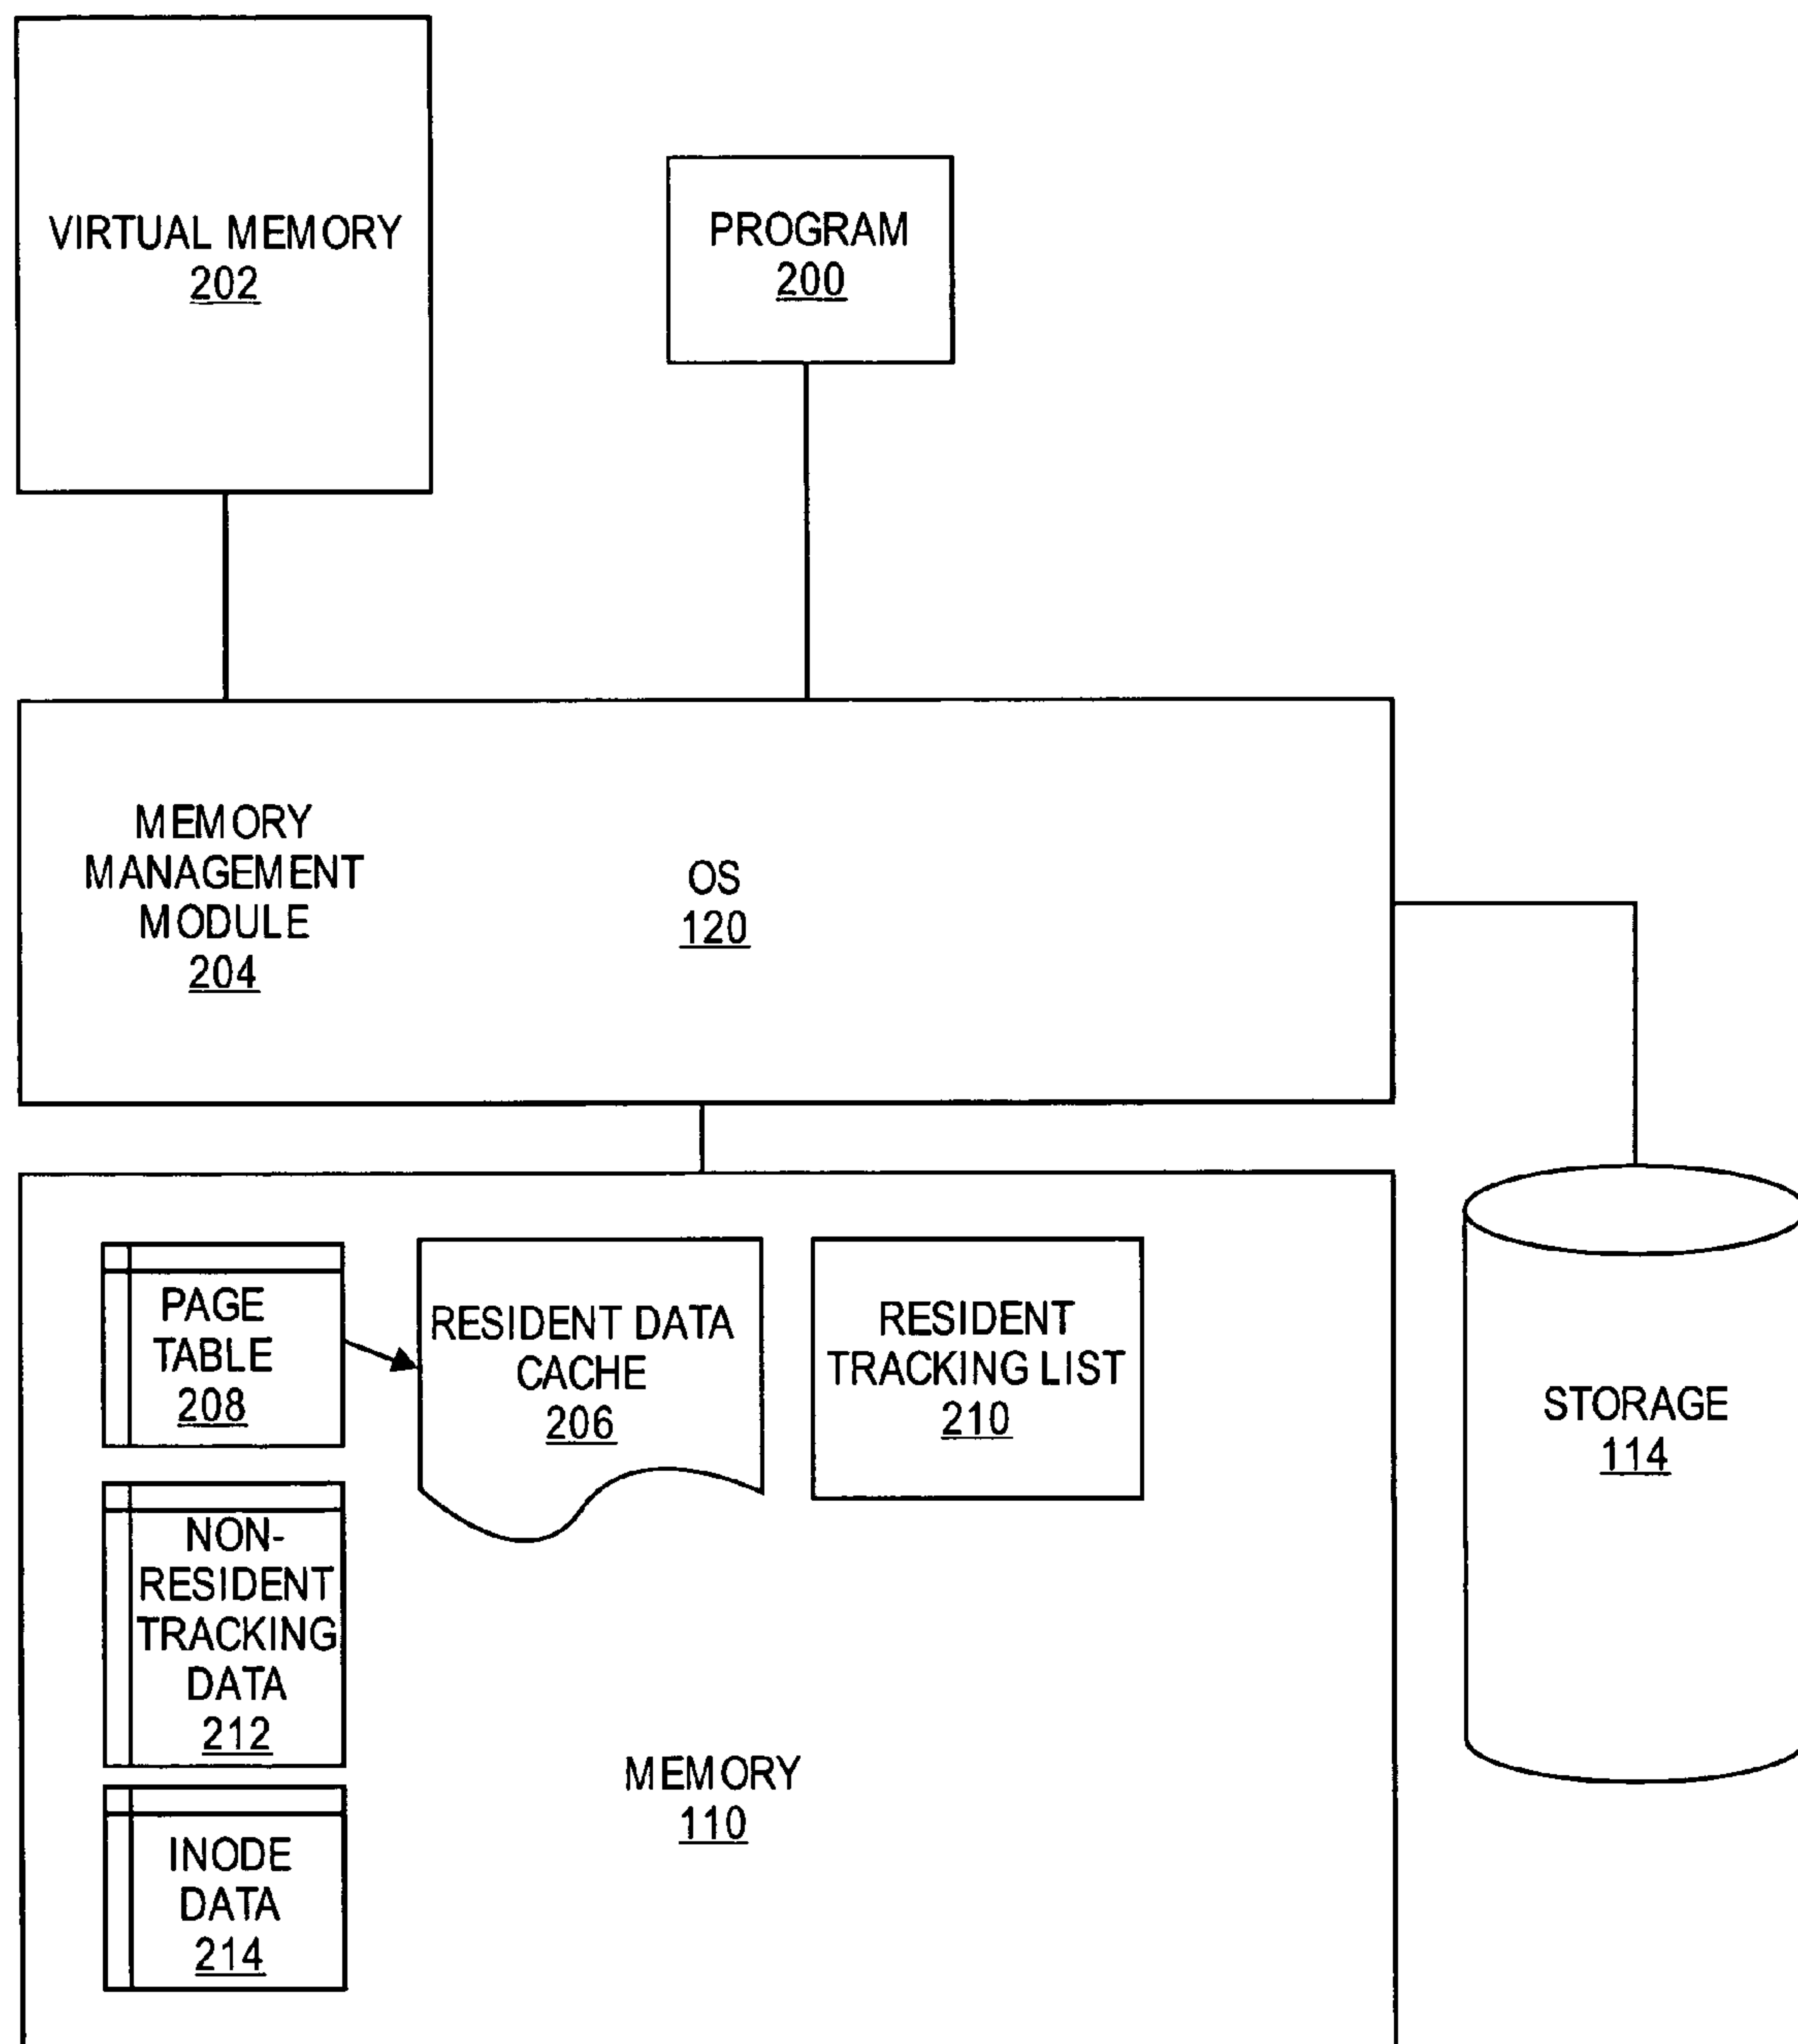 VIRTUAL MEMORY
202
PROGRAM
200
MEMORY
MANAGEMENT
MODULE
204
OS
120
PAGE
TABLE
208
RESIDENT DATA
CACHE
206
RESIDENT
TRACKING LIST
210
STORAGE
114
NON-
RESIDENT
TRACKING
DATA
212
MEMORY
110
INODE
DATA
214